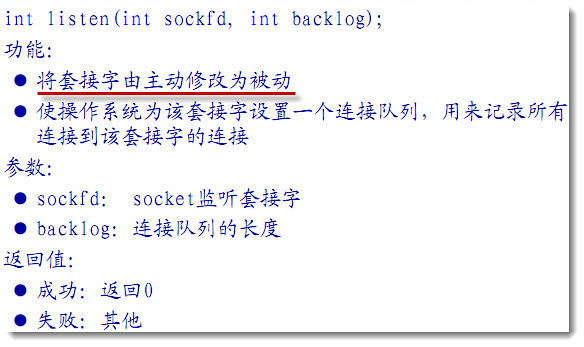 int listen(int sockfd, int backlog);
功能:
● 将套接字由主动修改为被动
● 使操作系统为该套接字设置一个连接队列，用来记录所有
连接到该套接字的连接
参数:
● sockfd: socket监听套接字
● backlog: 连接队列的长度
返回值:
● 成功: 返回0
● 失败: 其他